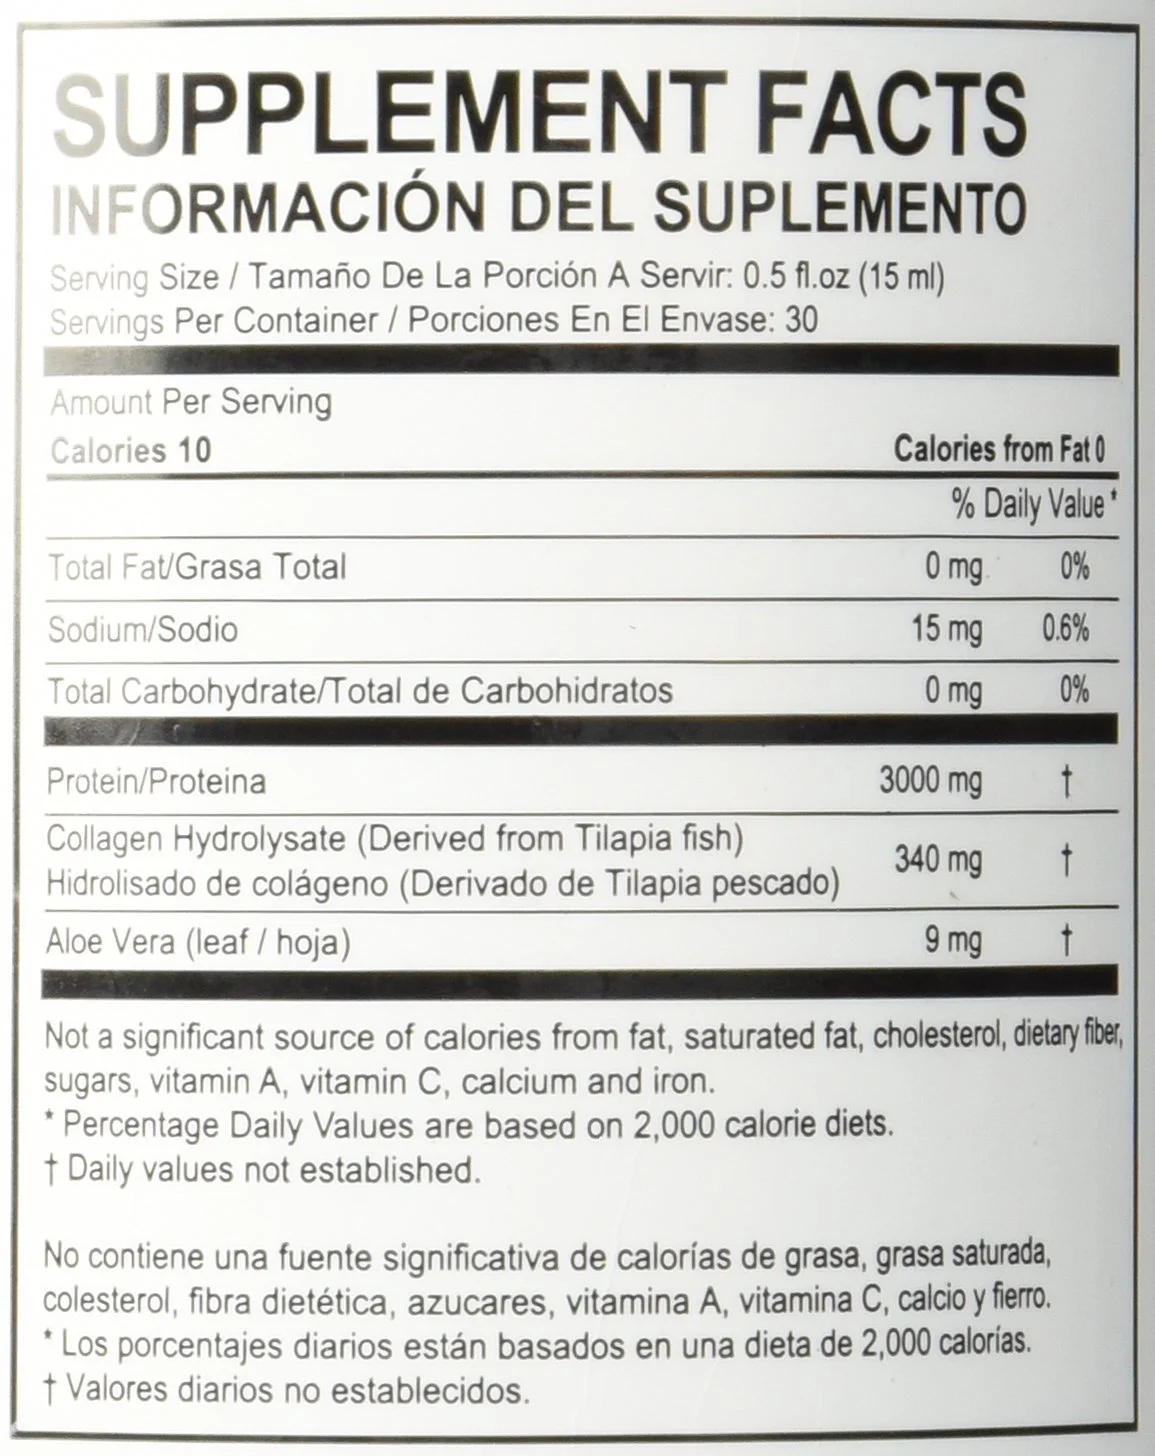 SUPPLEMENT FACTS
INFORMACIÓN DEL SUPLEMENTO
Serving Size / Tamaño De La Porción A Servir: 0.5 fl.oz (15 ml)
Servings Per Container / Porciones En El Envase: 30
Amount Per Serving
Calories 10 Calories from Fat 0
% Daily Value*
Total Fat/Grasa Total 0 mg 0%
Sodium/Sodio 15 mg 0.6%
Total Carbohydrate/Total de Carbohidratos 0 mg 0%
Protein/Proteina 3000 mg †
Collagen Hydrolysate (Derived from Tilapia fish)
Hidrolisado de colágeno (Derivado de Tilapia pescado) 340 mg †
Aloe Vera (leaf / hoja) 9 mg †
Not a significant source of calories from fat, saturated fat, cholesterol, dietary fiber,
sugars, vitamin A, vitamin C, calcium and iron.
* Percentage Daily Values are based on 2,000 calorie diets.
† Daily values not established.
No contiene una fuente significativa de calorías de grasa, grasa saturada,
colesterol, fibra dietética, azucares, vitamina A, vitamina C, calcio y fierro.
* Los porcentajes diarios están basados en una dieta de 2,000 calorías.
† Valores diarios no establecidos.